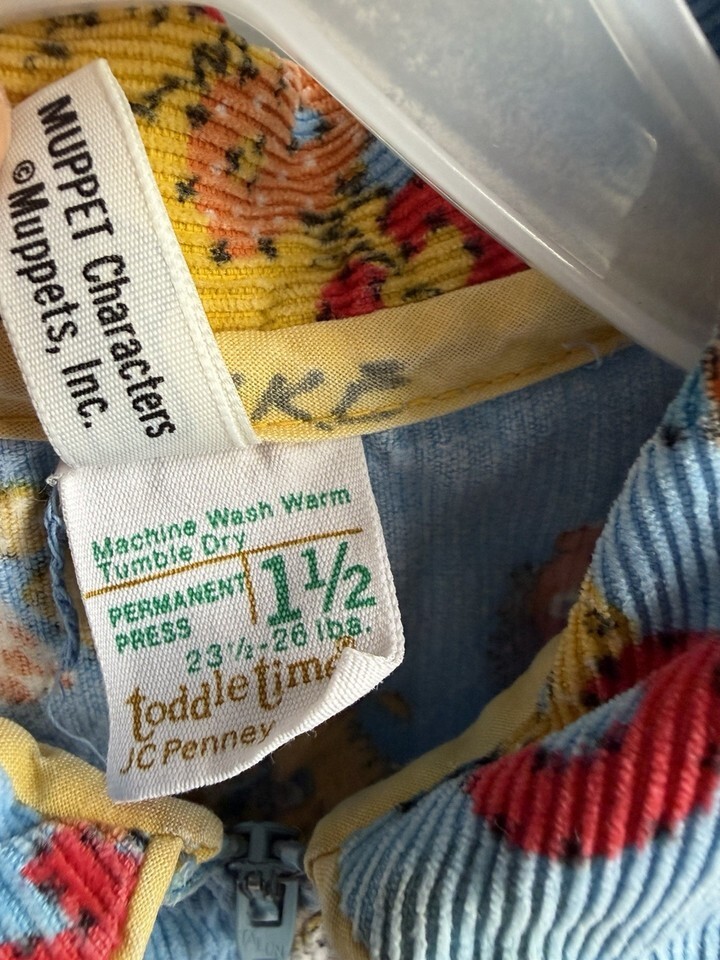 MUPPET Characters
©Muppets, Inc.
Machine Wash Warm
Tumble Dry
PERMANENT
PRESS
1½
23½-26 lbs.
toddletime
JC Penney